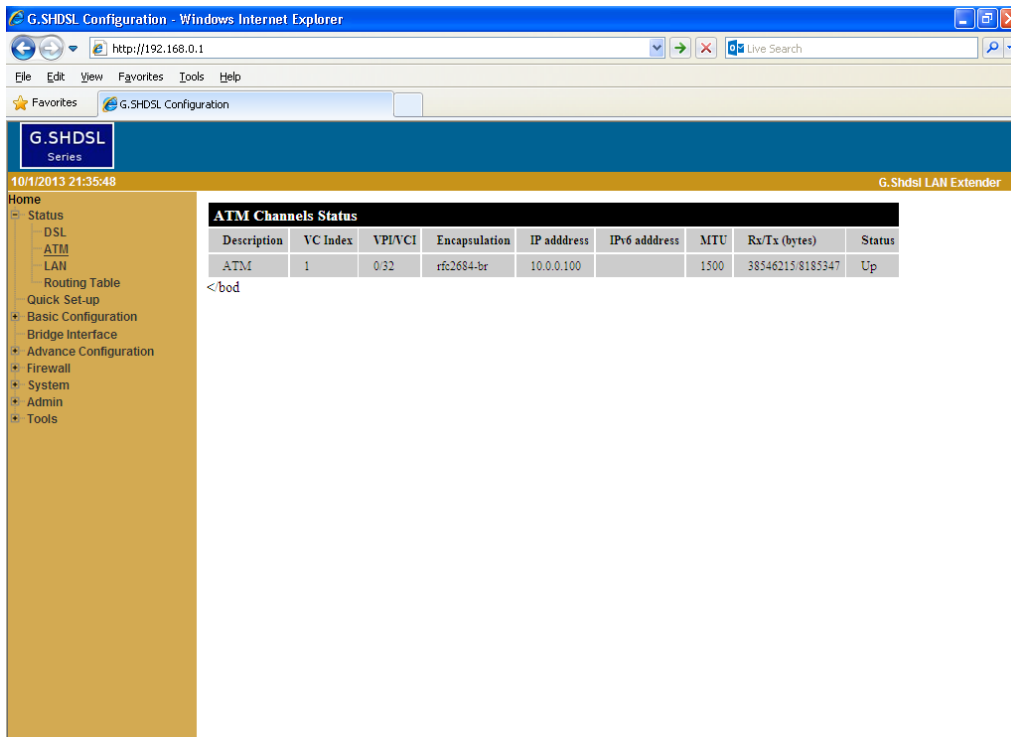 G.SHDSL Configuration - Windows Internet Explorer
http://192.168.0.1
Live Search
File Edit View Favorites Tools Help
Favorites
G.SHDSL Configuration
G.SHDSL
Series
10/1/2013 21:35:48
G.Shdsl LAN Extender
Home
Status
DSL
ATM
LAN
Routing Table
Quick Set-up
Basic Configuration
Bridge Interface
Advance Configuration
Firewall
System
Admin
Tools
ATM Channels Status
Description VC Index VPI/VCI Encapsulation IP adddress IPv6 adddress MTU Rx/Tx (bytes) Status
ATM 1 0/32 rfc2684-br 10.0.0.100 1500 38546215/8185347 Up
</bod